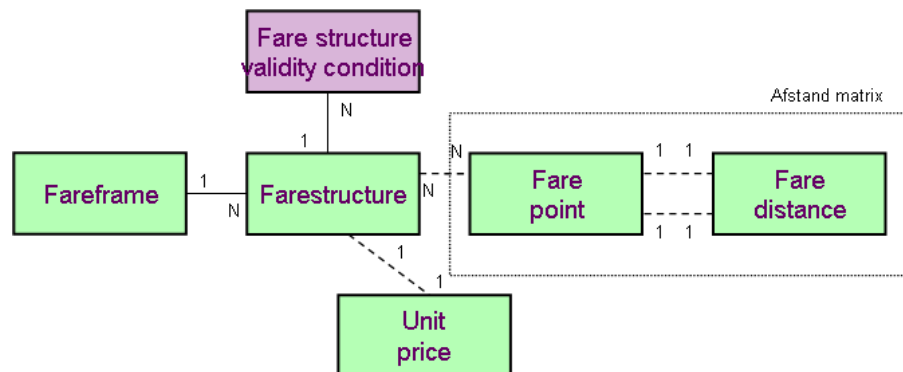 Fare structure
validity condition
N
Afstand matrix
1
Fareframe
1
N
Farestructure
N
N
Fare
point
1 1
1 1
Fare
distance
1
1
Unit
price